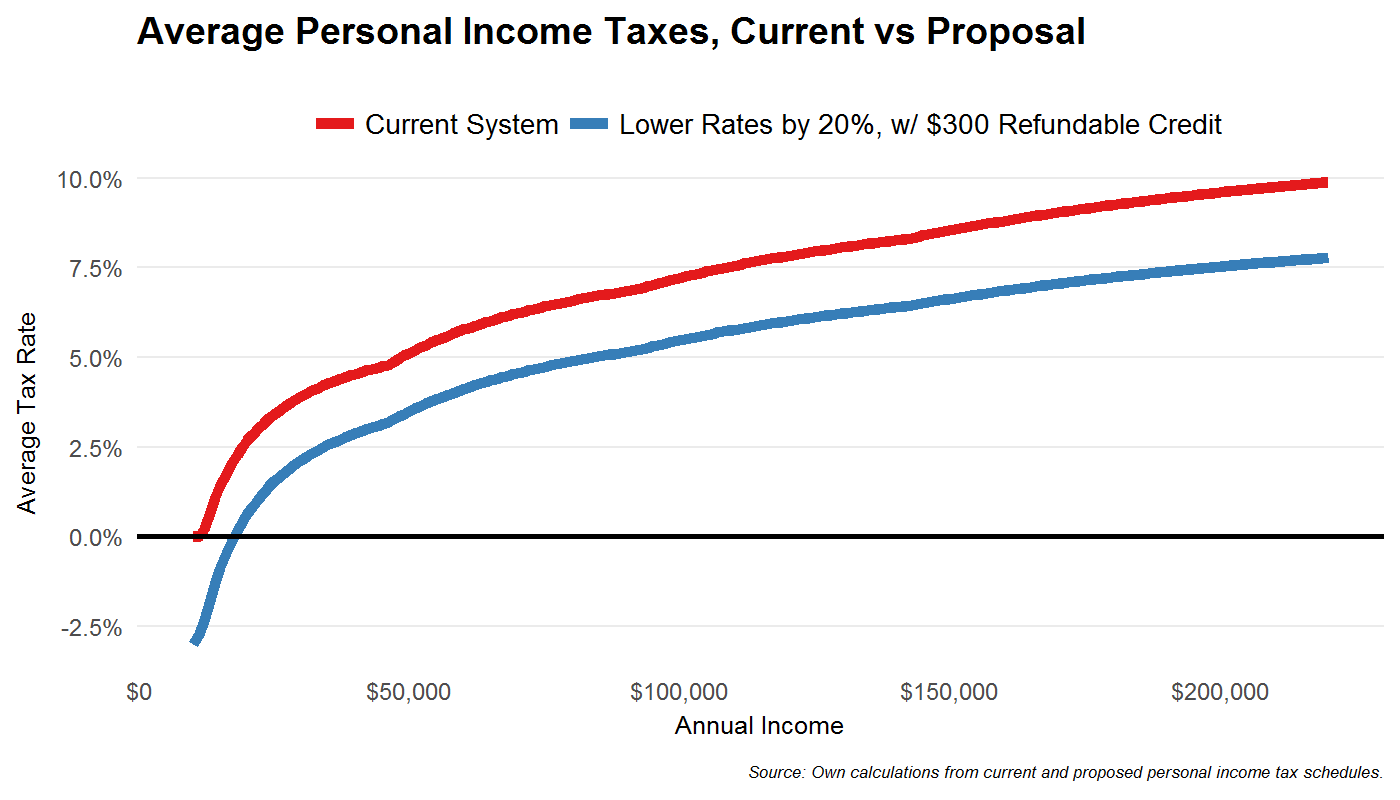 Average Personal Income Taxes, Current vs Proposal
Current System
Lower Rates by 20%, w/ $300 Refundable Credit
10.0%
7.5%
5.0%
2.5%
0.0%
-2.5%
Average Tax Rate
$0
$50,000
$100,000
$150,000
$200,000
Annual Income
Source: Own calculations from current and proposed personal income tax schedules.